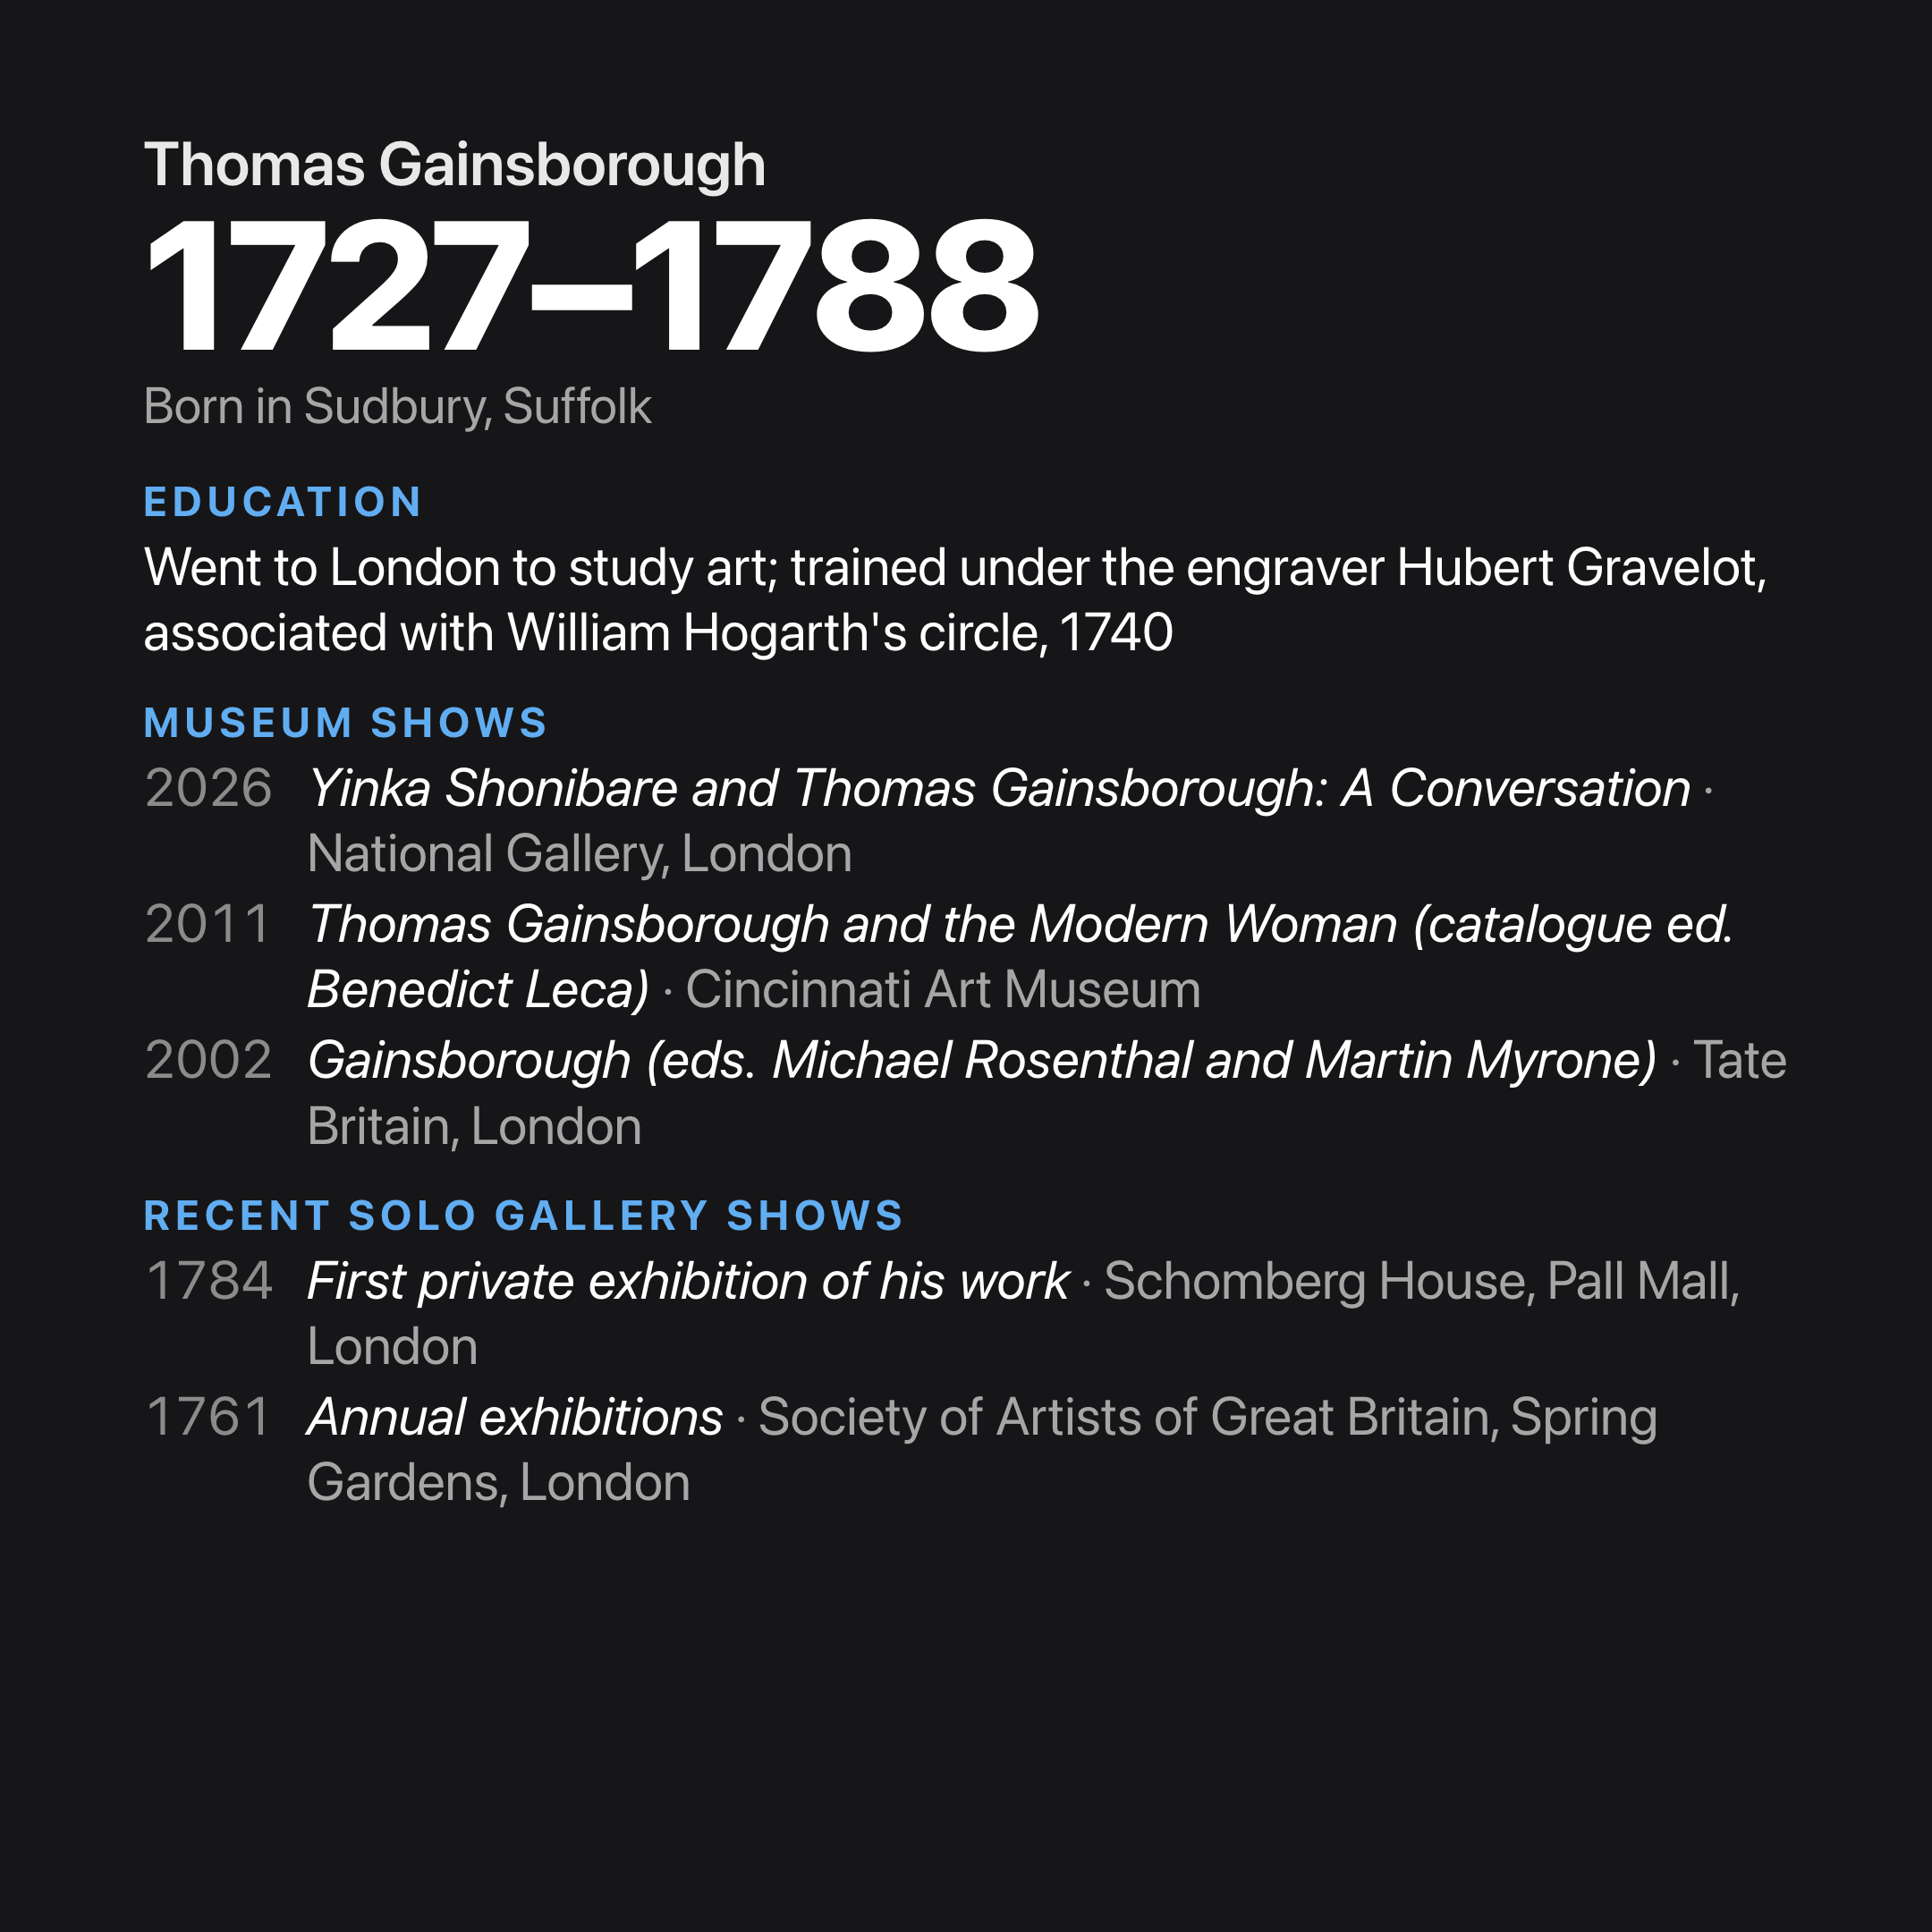 Thomas Gainsborough
1727–1788
Born in Sudbury, Suffolk
EDUCATION
Went to London to study art; trained under the engraver Hubert Gravelot,
associated with William Hogarth's circle, 1740
MUSEUM SHOWS
2026 Yinka Shonibare and Thomas Gainsborough: A Conversation ·
National Gallery, London
2011 Thomas Gainsborough and the Modern Woman (catalogue ed.
Benedict Leca) · Cincinnati Art Museum
2002 Gainsborough (eds. Michael Rosenthal and Martin Myrone) · Tate
Britain, London
RECENT SOLO GALLERY SHOWS
1784 First private exhibition of his work · Schomberg House, Pall Mall,
London
1761 Annual exhibitions · Society of Artists of Great Britain, Spring
Gardens, London